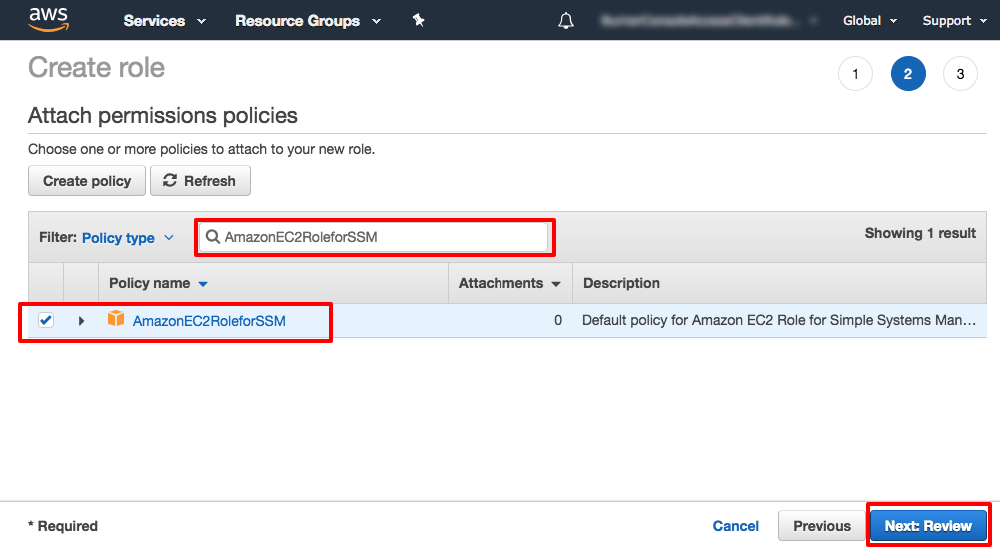 aws Services Resource Groups Global Support
Create role 1 2 3
Attach permissions policies
Choose one or more policies to attach to your new role.
Create policy Refresh
Filter: Policy type AmazonEC2RoleforSSM Showing 1 result
Policy name Attachments Description
AmazonEC2RoleforSSM 0 Default policy for Amazon EC2 Role for Simple Systems Man...
* Required Cancel Previous Next: Review